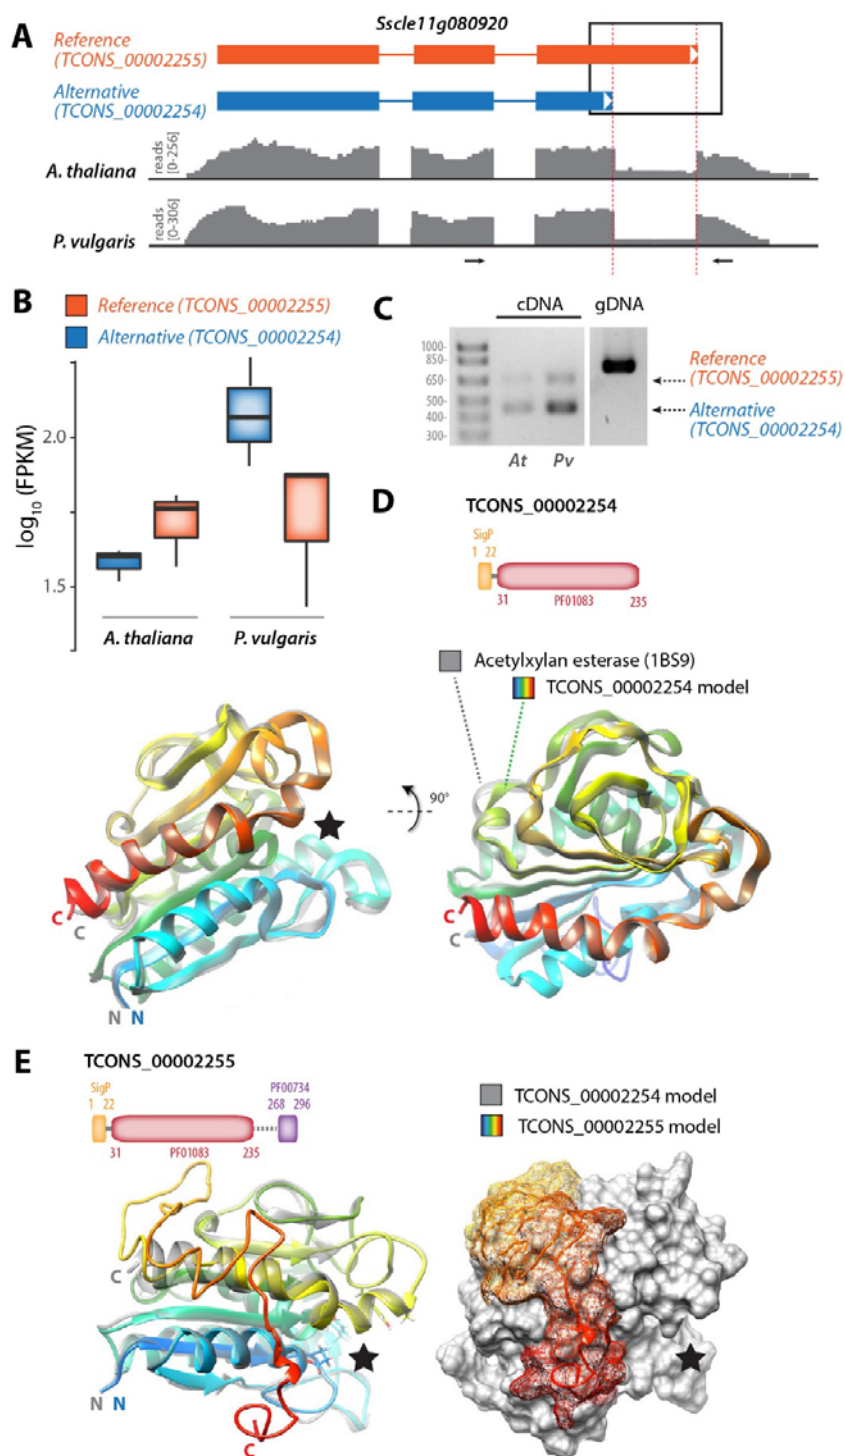 A
Sscle11g080920
Reference
(TCONS_00002255)
Alternative
(TCONS_00002254)
reads
[0-256]
A. thaliana
reads
[0-306]
P. vulgaris
B
Reference (TCONS_00002255)
Alternative (TCONS_00002254)
log10 (FPKM)
2.0
1.5
A. thaliana
P. vulgaris
C
cDNA
gDNA
1000-
850-
650-
500-
400-
300-
At
Pv
Reference
(TCONS_00002255)
Alternative
(TCONS_00002254)
D
TCONS_00002254
SigP
1 22
31 PF01083 235
Acetylxylan esterase (1BS9)
TCONS_00002254 model
90°
C
C
N N
C
C
E
TCONS_00002255
SigP
1 22
PF00734
268 296
31 PF01083 235
TCONS_00002254 model
TCONS_00002255 model
C
N N
C